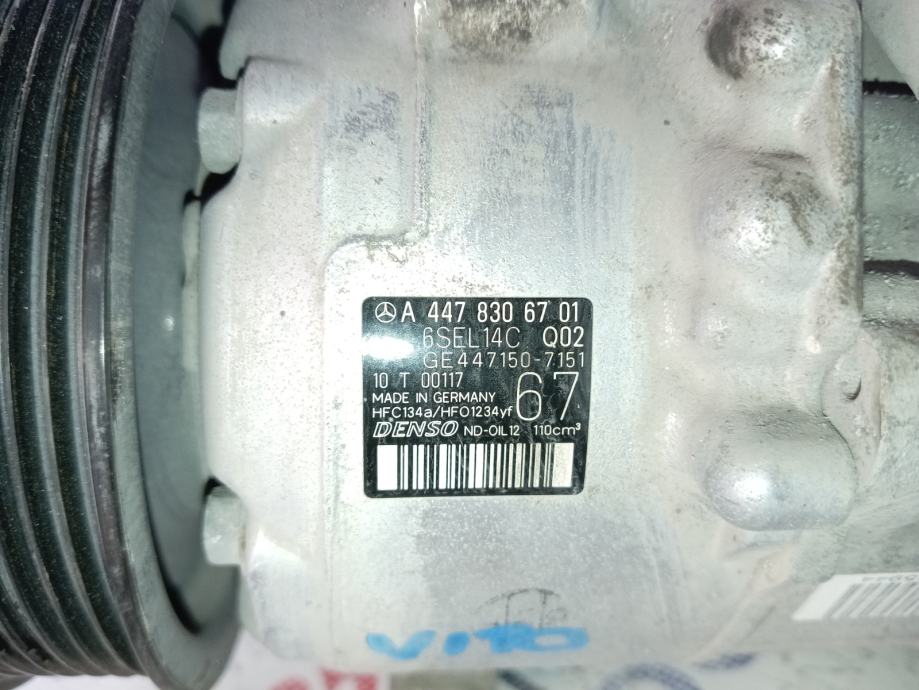 A 447 830 67 01
6SEL14C Q02
GE447150-7151
10 T 00117 67
MADE IN GERMANY
HFC134a/HFO1234yf
DENSO ND-OIL12 110cm³
VITO